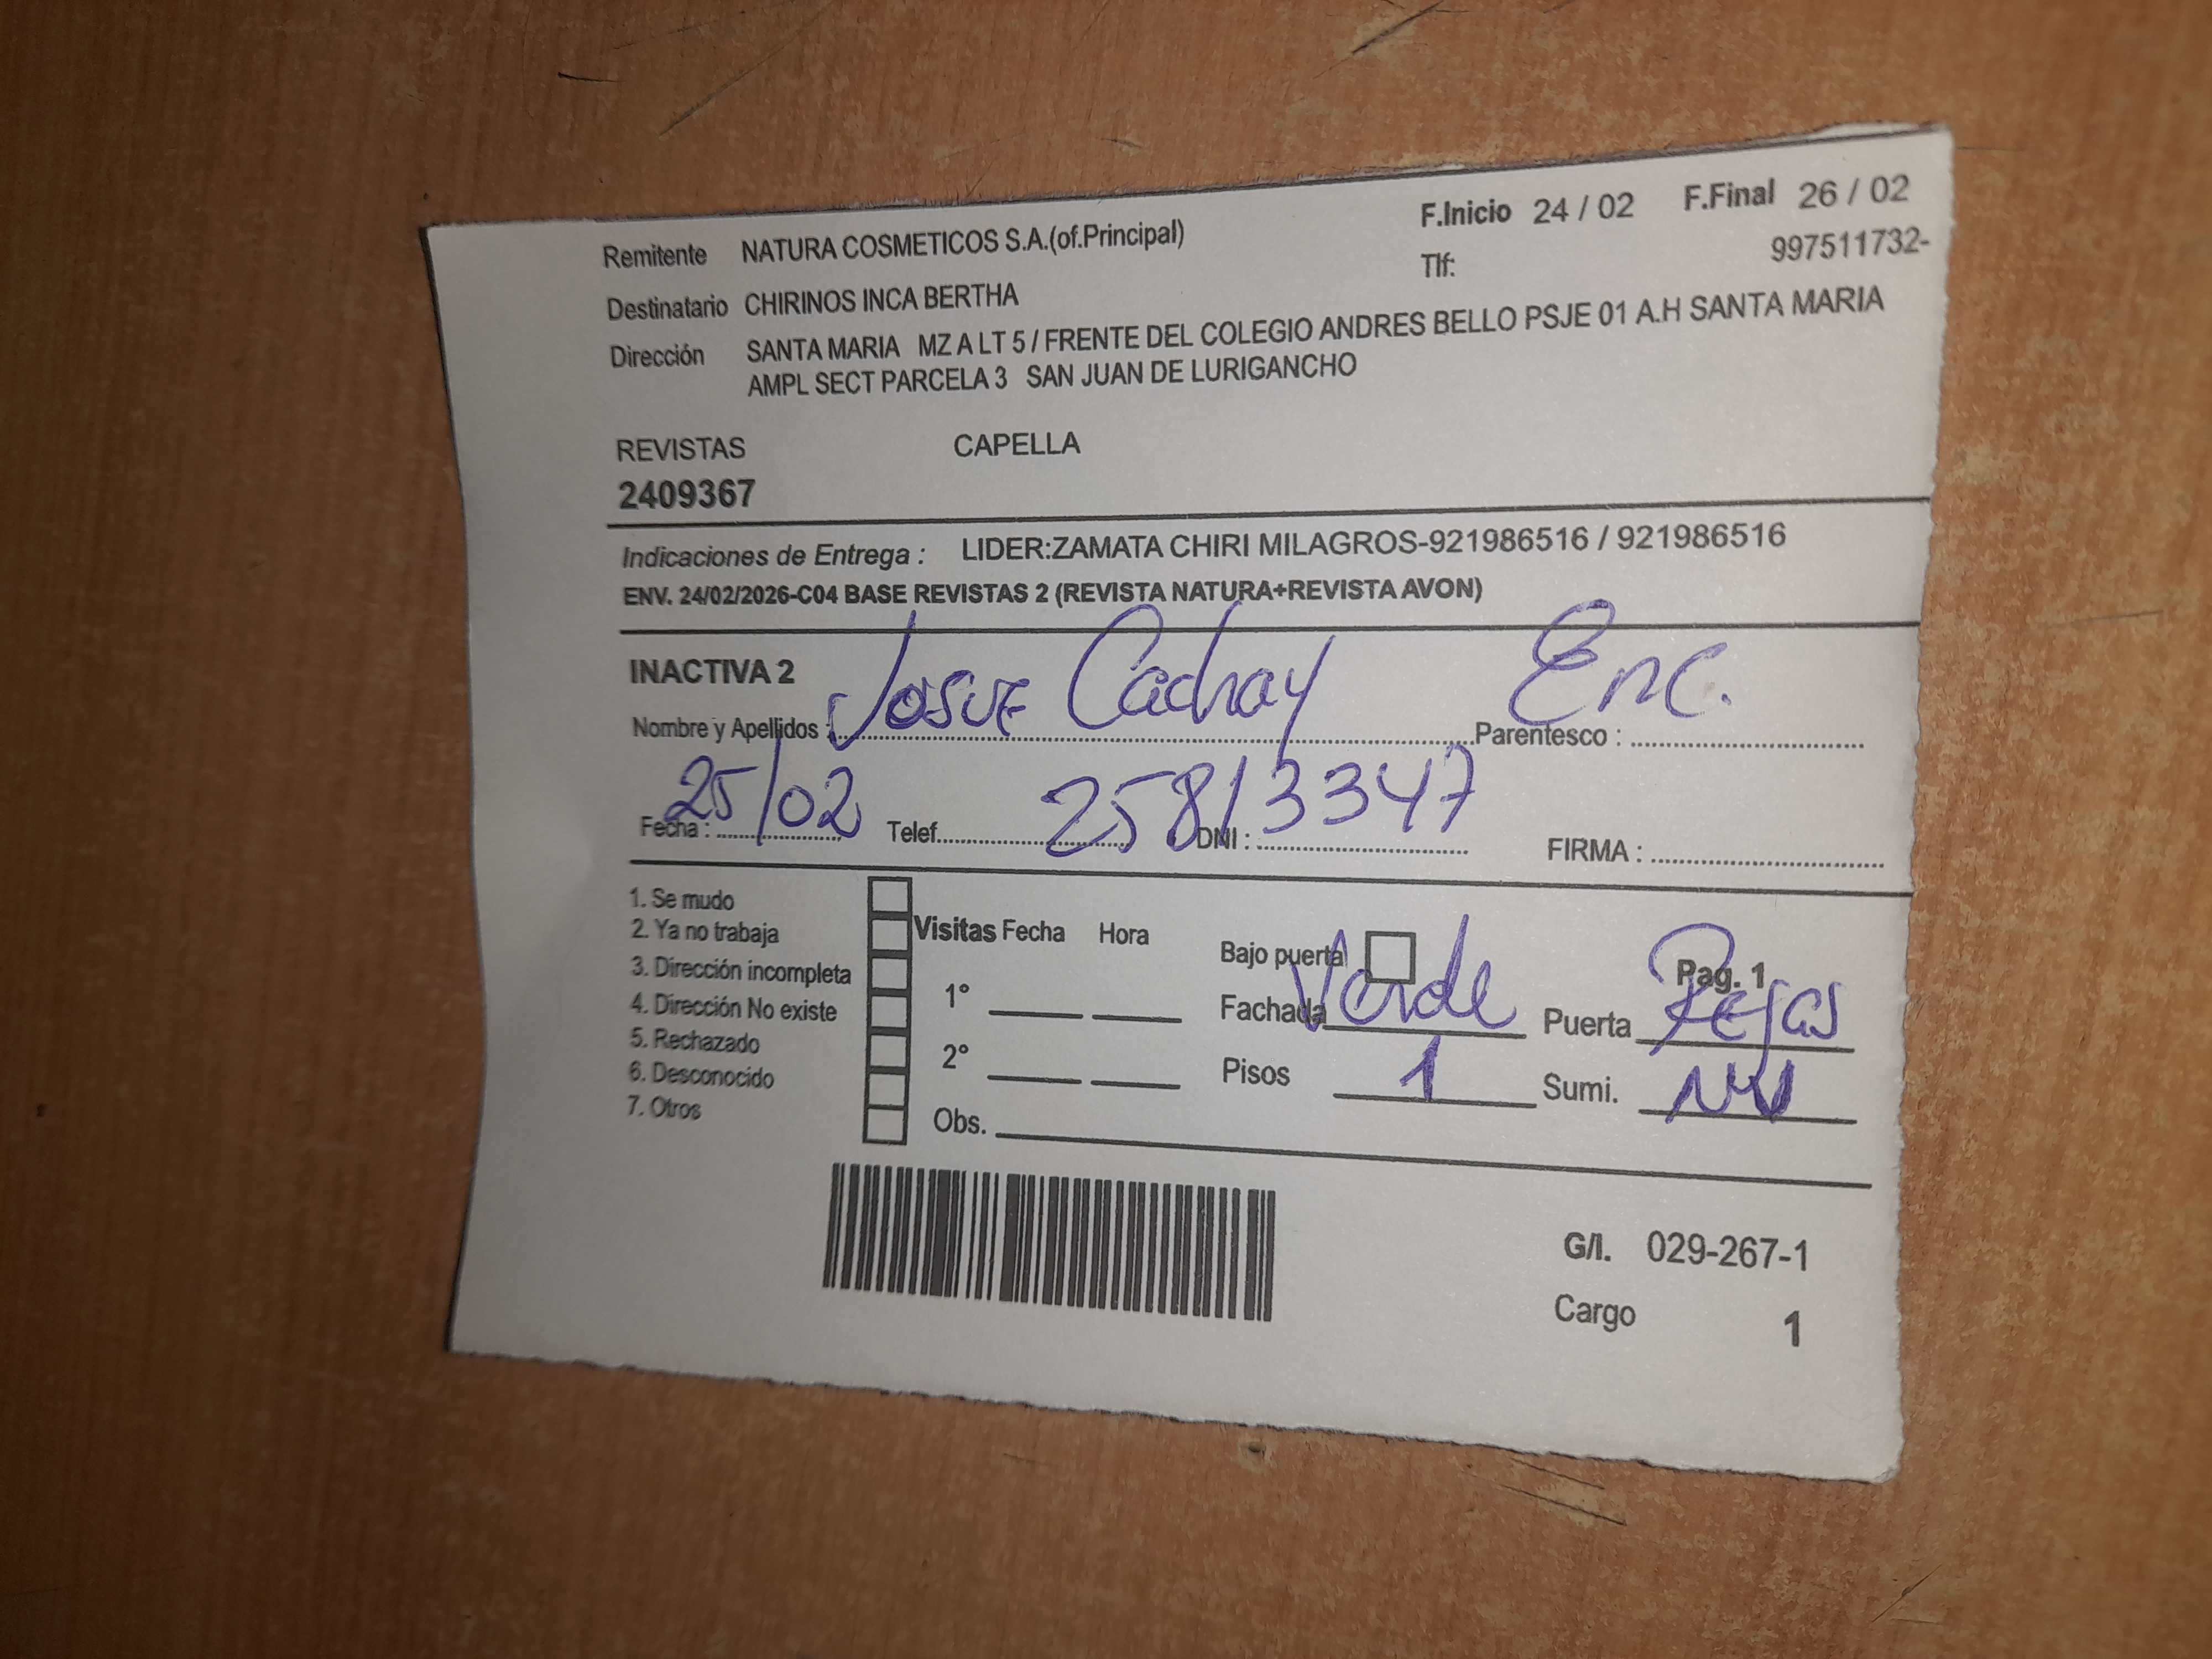 F.Inicio 24 / 02 F.Final 26 / 02
Remitente NATURA COSMETICOS S.A.(of.Principal)
Tlf: 997511732-
Destinatario CHIRINOS INCA BERTHA
Dirección SANTA MARIA MZ A LT 5 / FRENTE DEL COLEGIO ANDRES BELLO PSJE 01 A.H SANTA MARIA
AMPL SECT PARCELA 3 SAN JUAN DE LURIGANCHO
REVISTAS CAPELLA
2409367
Indicaciones de Entrega : LIDER:ZAMATA CHIRI MILAGROS-921986516 / 921986516
ENV. 24/02/2026-C04 BASE REVISTAS 2 (REVISTA NATURA+REVISTA AVON)
INACTIVA 2
Nombre y Apellidos : Josue Cachay Parentesco : Enc.
Fecha : 25/02 Telef. DNI : 25813347 FIRMA :
1. Se mudo
2. Ya no trabaja
3. Dirección incompleta
4. Dirección No existe
5. Rechazado
6. Desconocido
7. Otros
Visitas Fecha Hora
1°
2°
Obs.
Bajo puerta Pag. 1
Fachada Verde Puerta Rejas
Pisos 1 Sumi.
G/I. 029-267-1
Cargo 1